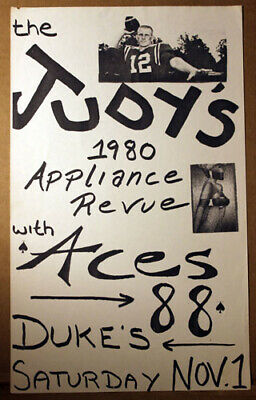 the
JUDY'S
12
1980
Appliance
Revue
with
Aces
88
DUKE'S
SATURDAY NOV. 1